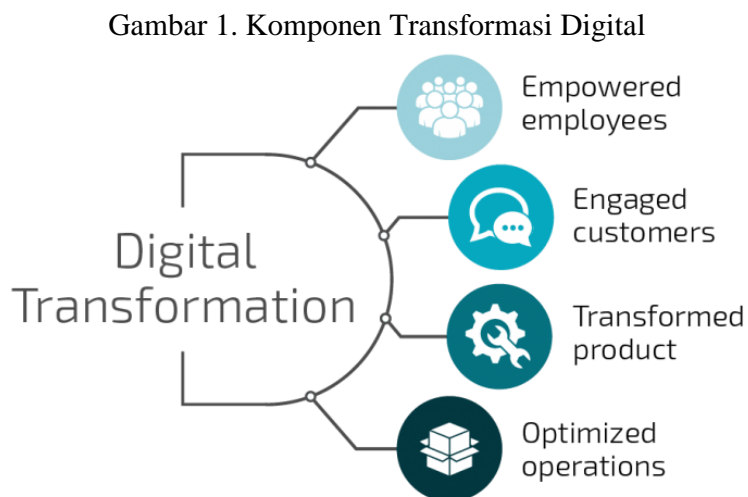 Gambar 1. Komponen Transformasi Digital
Empowered
employees
Engaged
customers
Digital
Transformation
Transformed
product
Optimized
operations